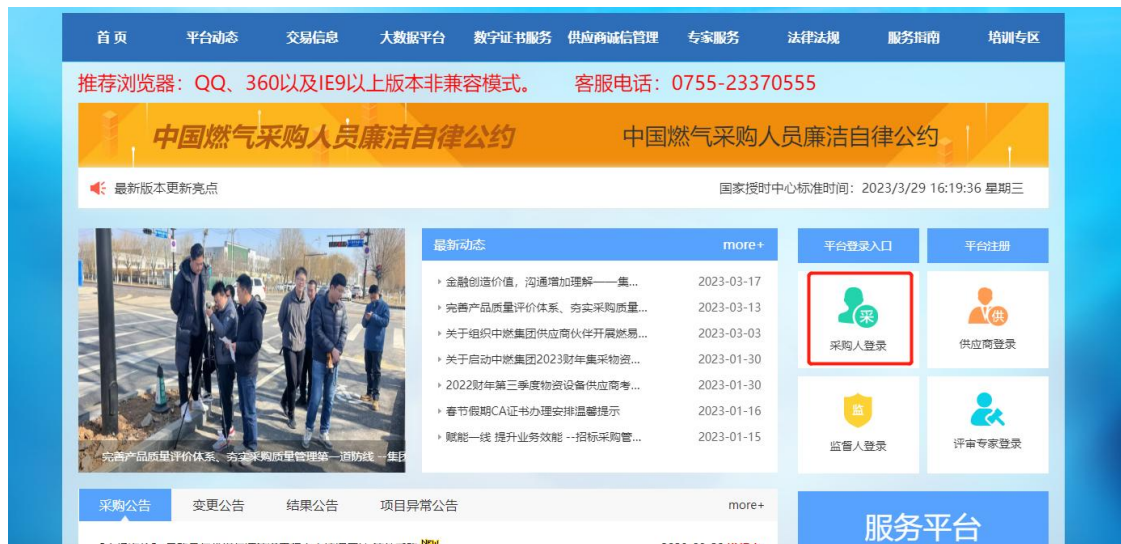 首 页 平台动态 交易信息 大数据平台 数字证书服务 供应商诚信管理 专家服务 法律法规 服务指南 培训专区
推荐浏览器：QQ、360以及IE9以上版本非兼容模式。 客服电话：0755-23370555
中国燃气采购人员廉洁自律公约 中国燃气采购人员廉洁自律公约
最新版本更新亮点 国家授时中心标准时间：2023/3/29 16:19:36 星期三
最新动态 more+
金融创造价值，沟通增加理解——集... 2023-03-17
完善产品质量评价体系、夯实采购质量... 2023-03-13
关于组织中燃集团供应商伙伴开展燃易... 2023-03-03
关于启动中燃集团2023财年集采物资... 2023-01-30
2022财年第三季度物资设备供应商考... 2023-01-30
春节假期CA证书办理安排温馨提示 2023-01-16
赋能一线 提升业务效能 --招标采购管... 2023-01-15
完善产品质量评价体系、夯实采购质量管理第一道防线 --集团
平台登录入口 平台注册
采 供
采购人登录 供应商登录
监
监督人登录 评审专家登录
采购公告 变更公告 结果公告 项目异常公告 more+
服务平台